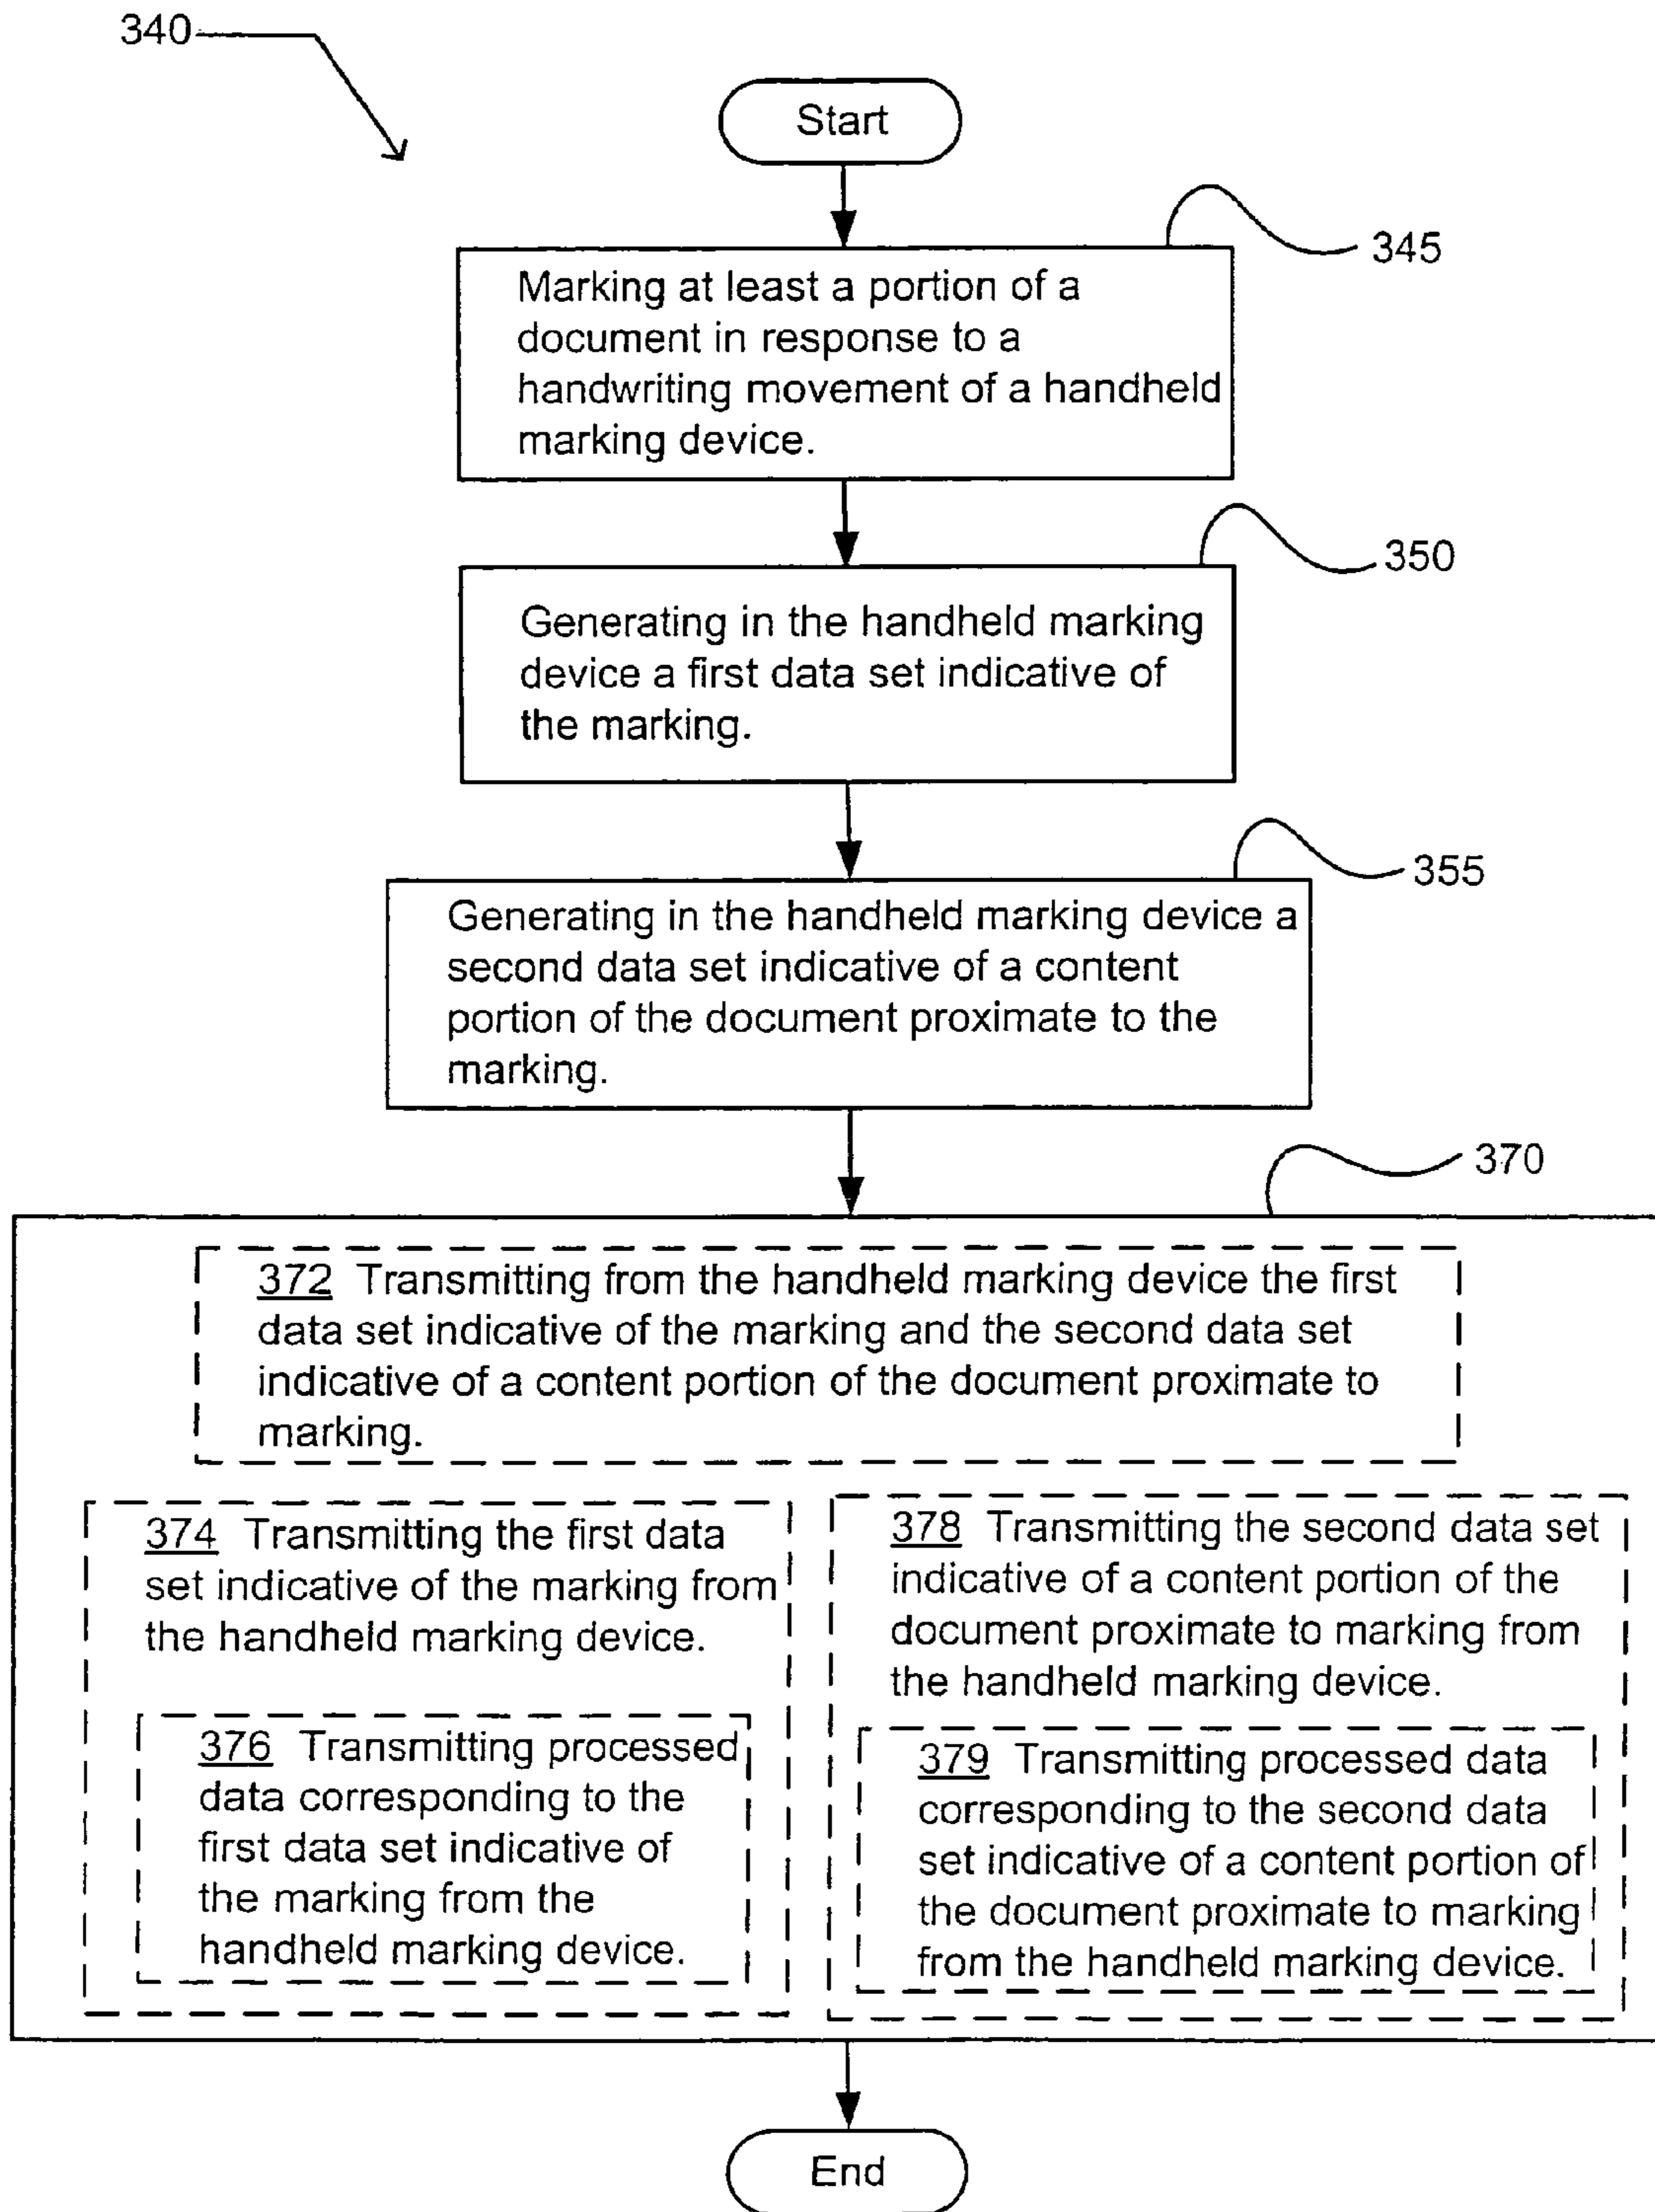 340
Start
345
Marking at least a portion of a
document in response to a
handwriting movement of a handheld
marking device.
350
Generating in the handheld marking
device a first data set indicative of
the marking.
355
Generating in the handheld marking device a
second data set indicative of a content
portion of the document proximate to the
marking.
370
372 Transmitting from the handheld marking device the first
data set indicative of the marking and the second data set
indicative of a content portion of the document proximate to
marking.
374 Transmitting the first data
set indicative of the marking from
the handheld marking device.
376 Transmitting processed
data corresponding to the
first data set indicative of
the marking from the
handheld marking device.
378 Transmitting the second data set
indicative of a content portion of the
document proximate to marking from
the handheld marking device.
379 Transmitting processed data
corresponding to the second data
set indicative of a content portion of
the document proximate to marking
from the handheld marking device.
End